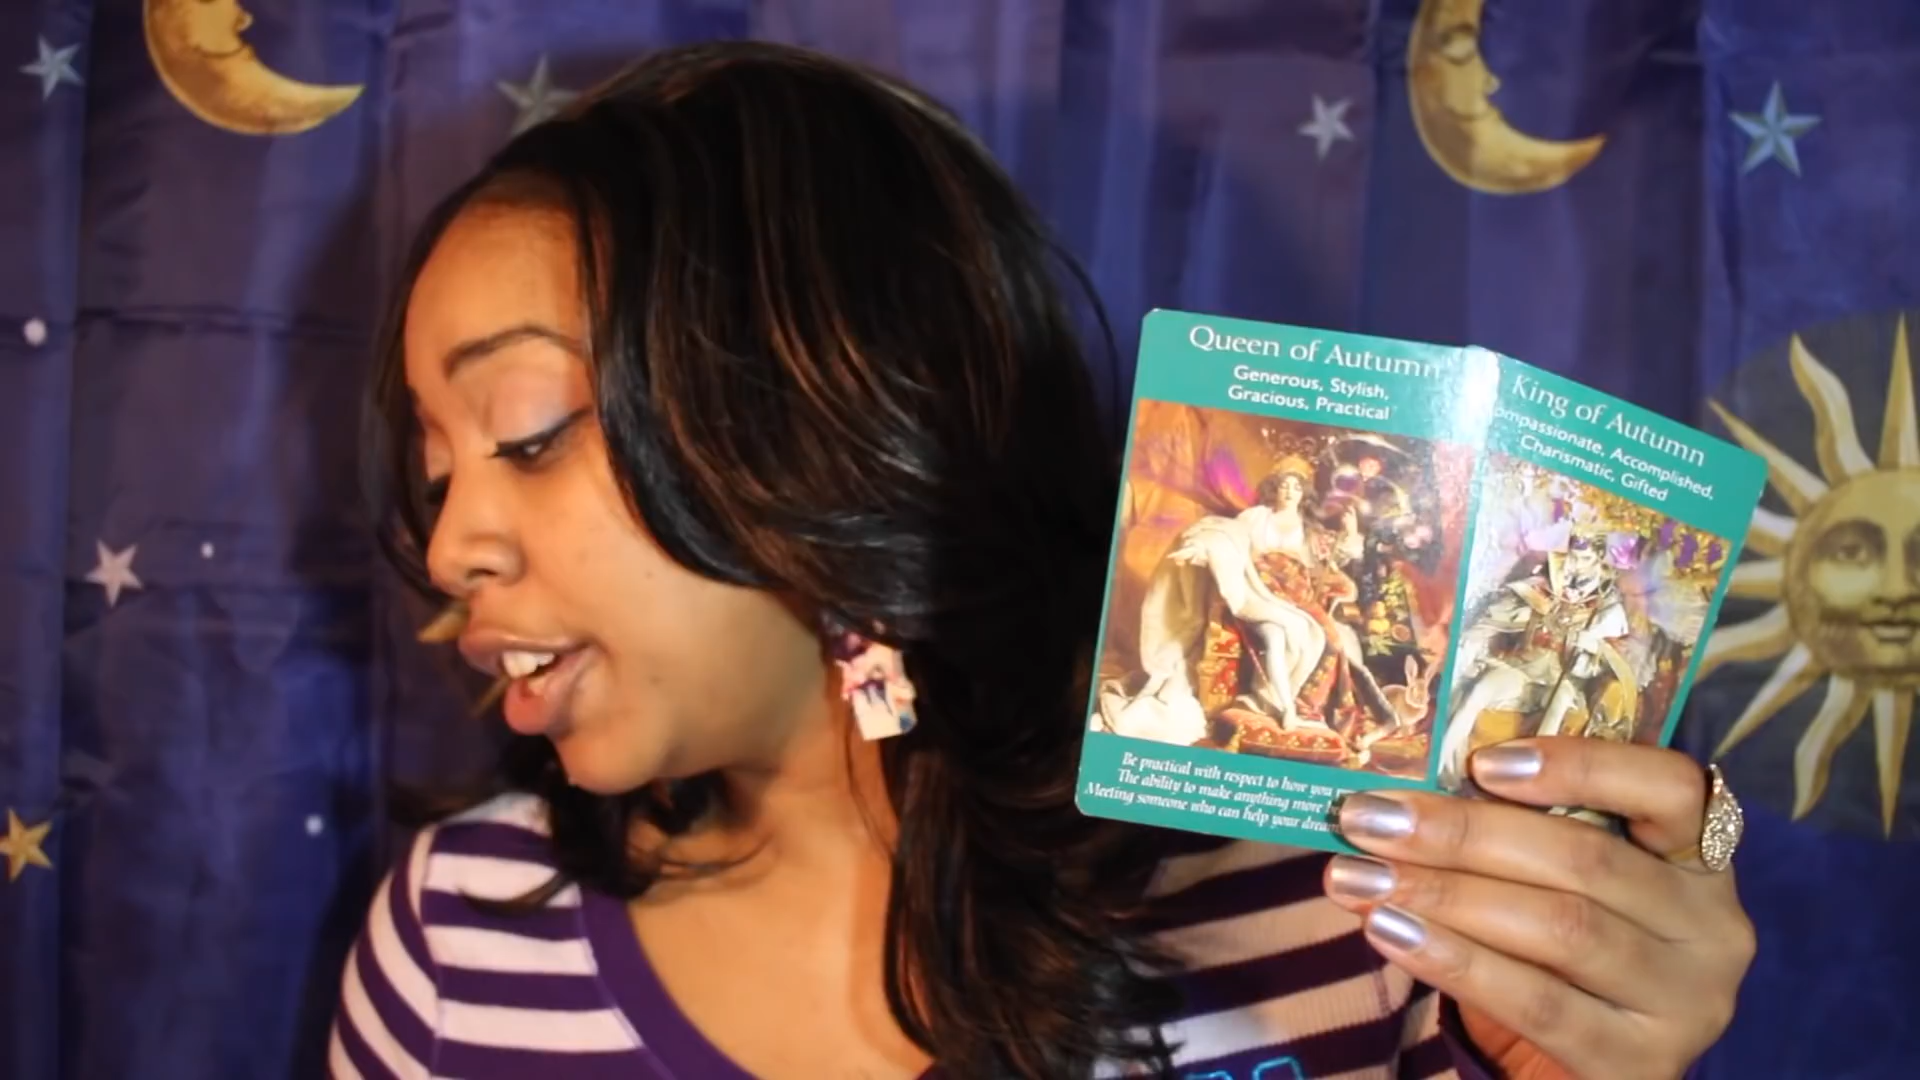 Queen of Autumn
Generous, Stylish,
Gracious, Practical
Be practical with respect to how you
The ability to make anything more
Meeting someone who can help your
King of Autumn
Compassionate, Accomplished,
Charismatic, Gifted